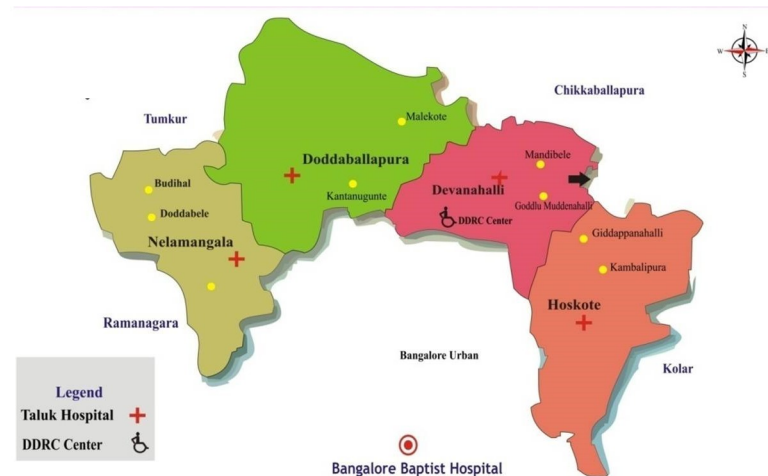 N
W
E
S
Chikkaballapura
Tumkur
Malekote
Doddaballapura
Mandibele
Budihal
Devanahalli
Kantanugunte
Goddlu Muddenahalli
Doddabele
DDRC Center
Nelamangala
Giddappanahalli
Kambalipura
Hoskote
Ramanagara
Bangalore Urban
Kolar
Legend
Taluk Hospital
DDRC Center
Bangalore Baptist Hospital